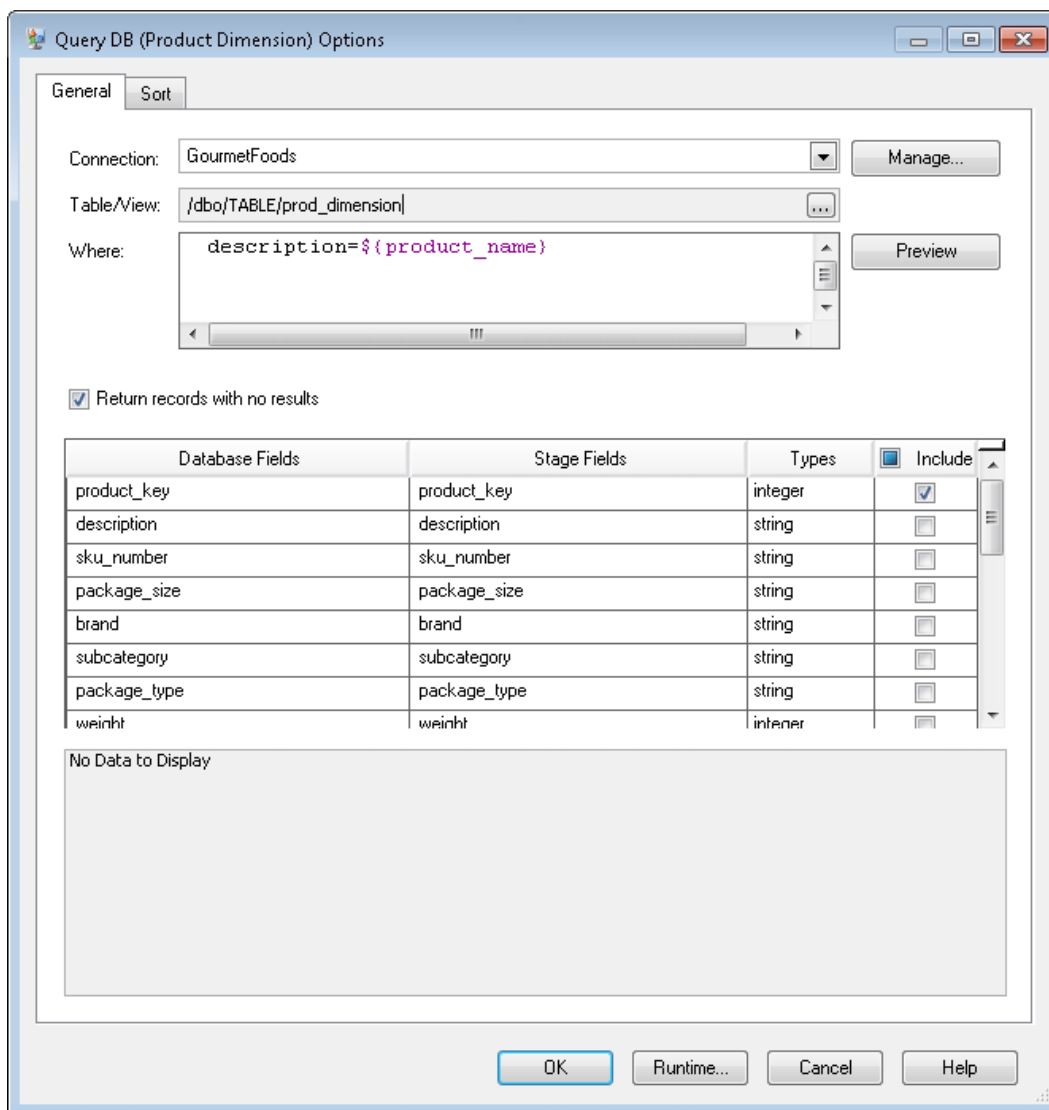 Query DB (Product Dimension) Options
General Sort
Connection: GourmetFoods Manage...
Table/View: /dbo/TABLE/prod_dimension ...
Where: description=${product_name} Preview
Return records with no results
Database Fields Stage Fields Types Include
product_key product_key integer
description description string
sku_number sku_number string
package_size package_size string
brand brand string
subcategory subcategory string
package_type package_type string
weight weight integer
No Data to Display
OK Runtime... Cancel Help